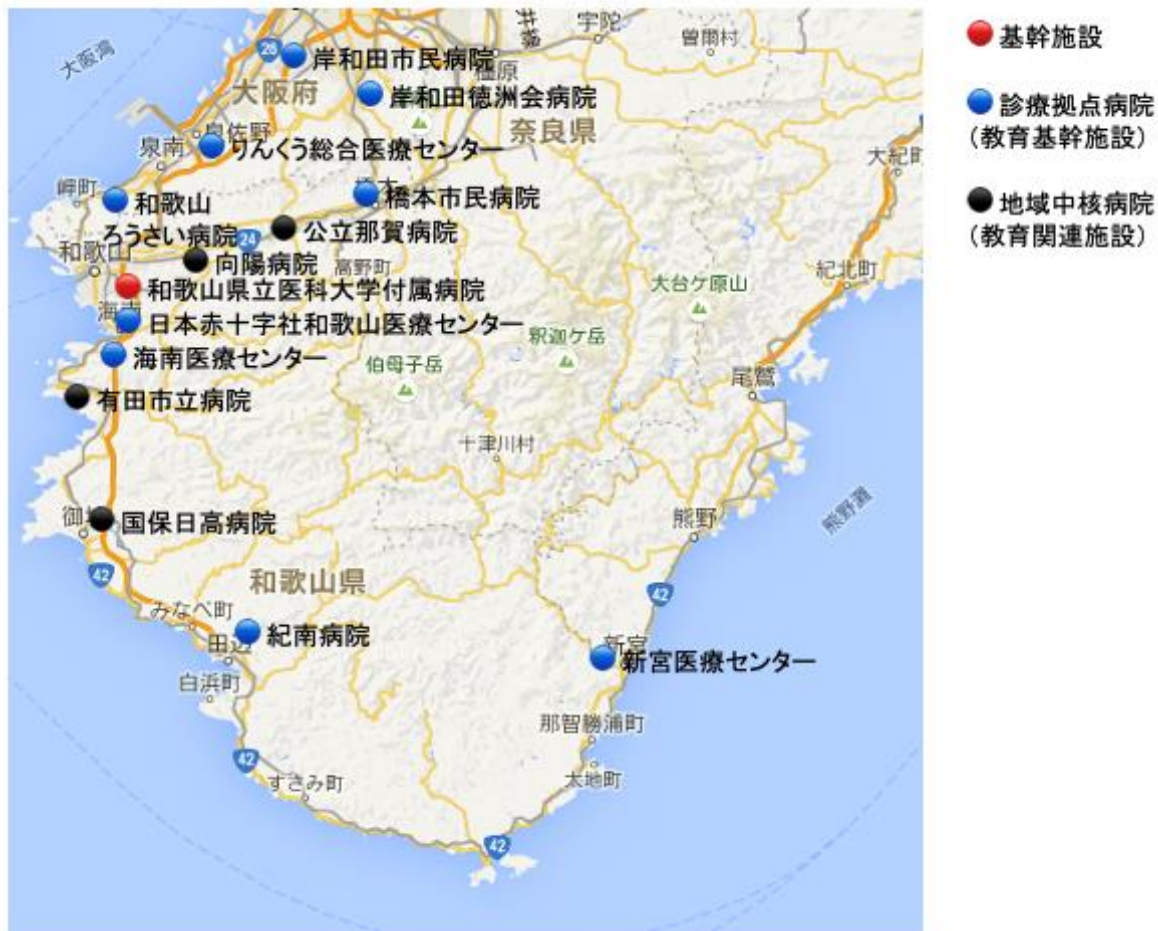 大阪湾
28
岸和田市民病院
宇陀
曽爾村
橿原
大阪府
岸和田徳洲会病院
奈良県
泉佐野
泉南
りんくう総合医療センター
大紀町
岬町
和歌山
ろうさい病院
橋本市民病院
和歌山
24
公立那賀病院
向陽病院
高野町
紀北町
大台ケ原山
和歌山県立医科大学付属病院
海南
日本赤十字社和歌山医療センター
釈迦ケ岳
海南医療センター
伯母子岳
尾鷲
有田市立病院
十津川村
熊野灘
御坊
国保日高病院
熊野
42
和歌山県
42
みなべ町
紀南病院
田辺
新宮
新宮医療センター
白浜町
那智勝浦町
42
すさみ町
太地町
42
基幹施設
診療拠点病院
(教育基幹施設)
地域中核病院
(教育関連施設)